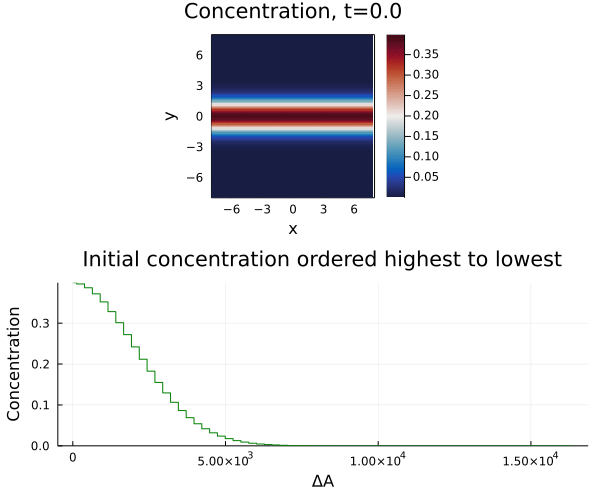 Concentration, t=0.0
y
6
3
0
−3
−6
−6 −3 0 3 6
x
0.35
0.30
0.25
0.20
0.15
0.10
0.05
Initial concentration ordered highest to lowest
Concentration
0.3
0.2
0.1
0.0
0 5.00×10³ 1.00×10⁴ 1.50×10⁴
ΔA